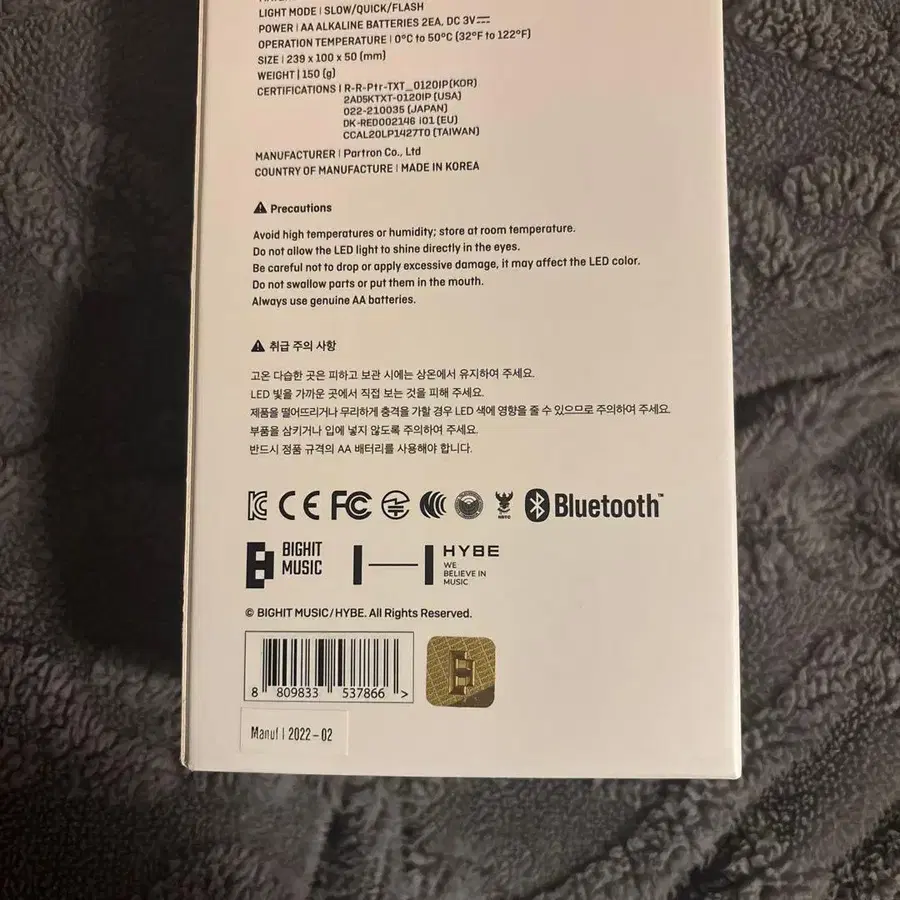 LIGHT MODE | SLOW/QUICK/FLASH
POWER | AA ALKALINE BATTERIES 2EA, DC 3V
OPERATION TEMPERATURE | 0°C to 50°C (32°F to 122°F)
SIZE | 239 x 100 x 50 (mm)
WEIGHT | 150 (g)
CERTIFICATIONS | R-R-Ptr-TXT_0120IP(KOR)
2AD5KTXT-0120IP (USA)
022-210035 (JAPAN)
DK-RED002146 i01 (EU)
CCAL20LP1427T0 (TAIWAN)
MANUFACTURER | Partron Co., Ltd
COUNTRY OF MANUFACTURE | MADE IN KOREA
Precautions
Avoid high temperatures or humidity; store at room temperature.
Do not allow the LED light to shine directly in the eyes.
Be careful not to drop or apply excessive damage, it may affect the LED color.
Do not swallow parts or put them in the mouth.
Always use genuine AA batteries.
취급 주의 사항
고온 다습한 곳은 피하고 보관 시에는 상온에서 유지하여 주세요.
LED 빛을 가까운 곳에서 직접 보는 것을 피해 주세요.
제품을 떨어뜨리거나 무리하게 충격을 가할 경우 LED 색에 영향을 줄 수 있으므로 주의하여 주세요.
부품을 삼키거나 입에 넣지 않도록 주의하여 주세요.
반드시 정품 규격의 AA 배터리를 사용해야 합니다.
CE FC Bluetooth™
BIGHIT
MUSIC
HYBE
WE
BELIEVE IN
MUSIC
© BIGHIT MUSIC/HYBE. All Rights Reserved.
8 809833 537866 >
Manuf | 2022-02